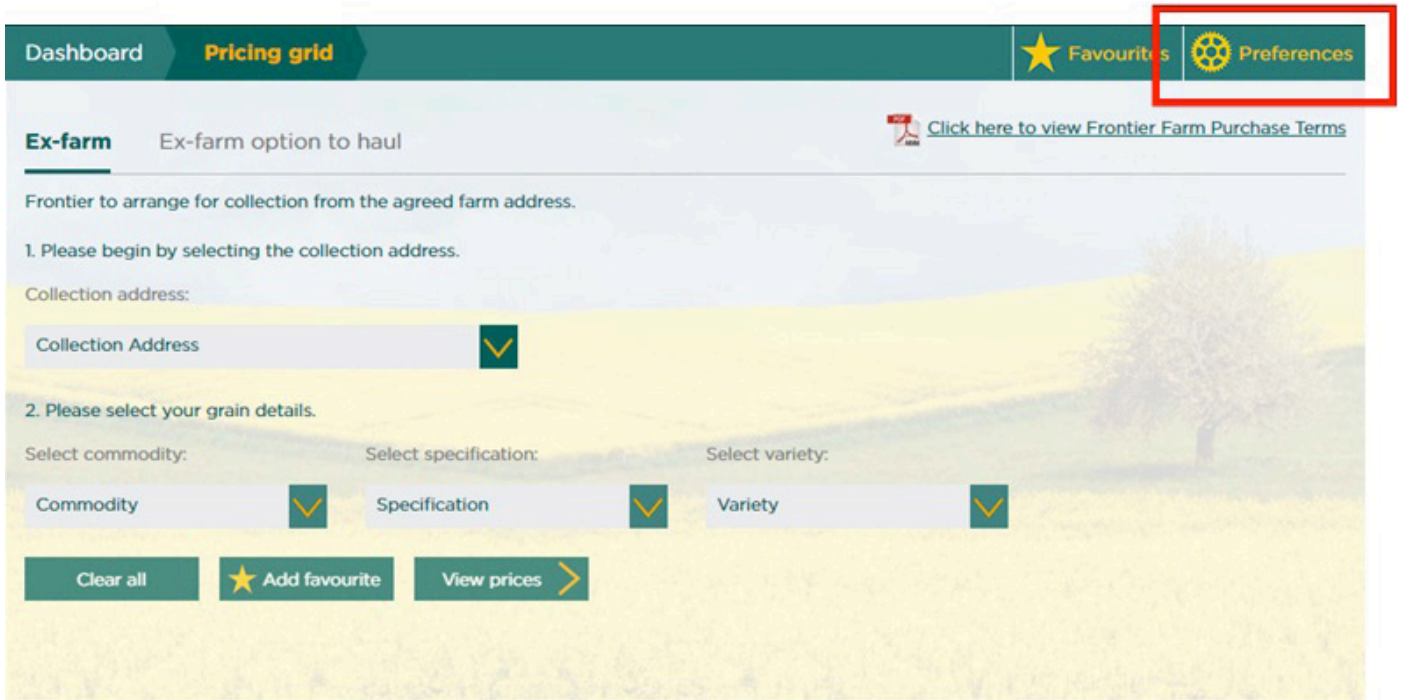 Dashboard
Pricing grid
Favourites
Preferences
Ex-farm
Ex-farm option to haul
PDF
Click here to view Frontier Farm Purchase Terms
Frontier to arrange for collection from the agreed farm address.
1. Please begin by selecting the collection address.
Collection address:
Collection Address
2. Please select your grain details.
Select commodity:
Select specification:
Select variety:
Commodity
Specification
Variety
Clear all
Add favourite
View prices